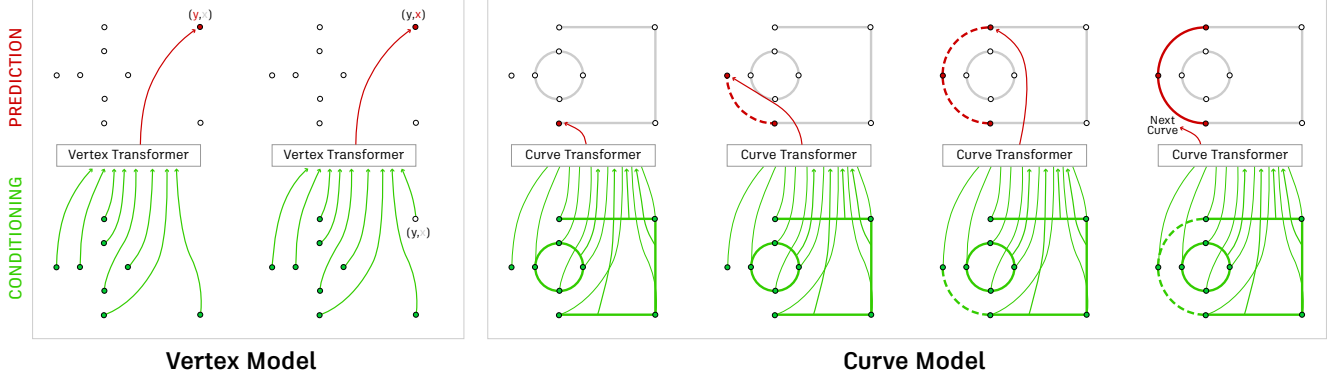 PREDICTION
CONDITIONING
(y,x)
(y,x)
Vertex Transformer
Vertex Transformer
(y,x)
Next
Curve
Curve Transformer
Curve Transformer
Curve Transformer
Curve Transformer
Vertex Model
Curve Model